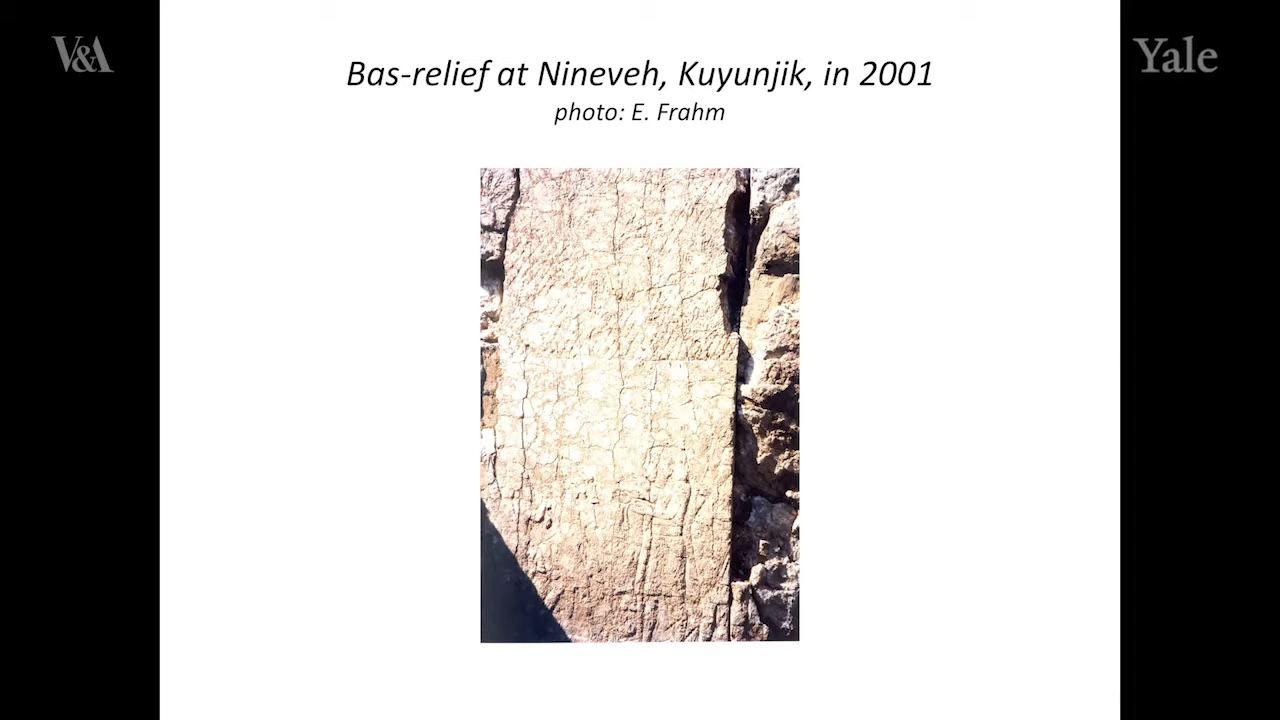 V&A
Yale
Bas-relief at Nineveh, Kuyunjik, in 2001
photo: E. Frahm